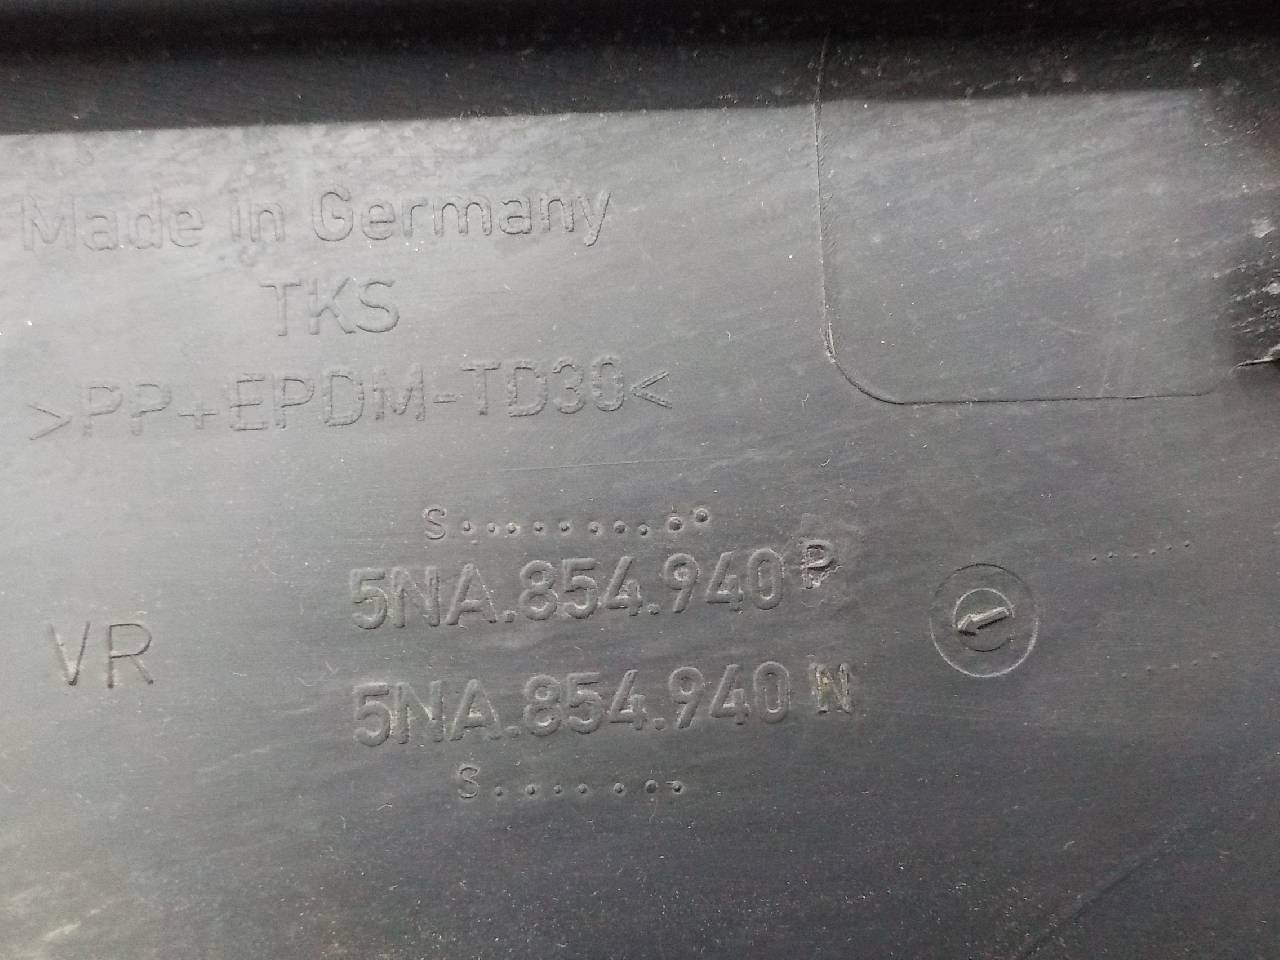 Made in Germany
TKS
>PP+EPDM-TD30<
S..........
5NA.854.940 P
VR
5NA.854.940 N
S.......